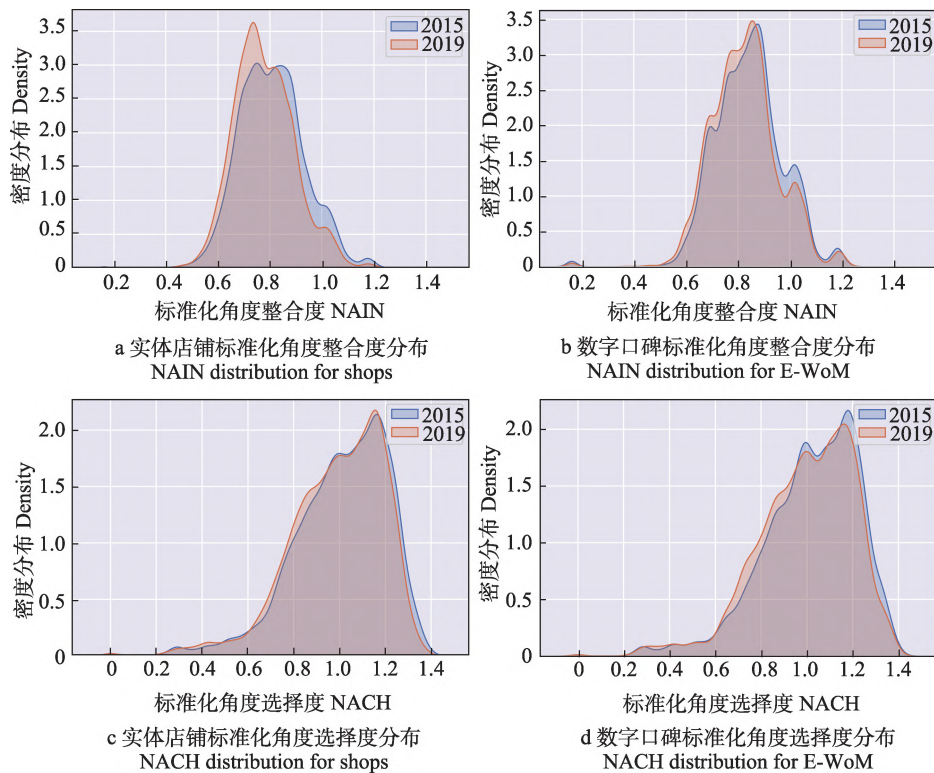 密度分布 Density
3.5
3.0
2.5
2.0
1.5
1.0
0.5
0
0.2 0.4 0.6 0.8 1.0 1.2 1.4
2015
2019
标准化角度整合度 NAIN
a 实体店铺标准化角度整合度分布
NAIN distribution for shops
密度分布 Density
3.5
3.0
2.5
2.0
1.5
1.0
0.5
0
0.2 0.4 0.6 0.8 1.0 1.2 1.4
2015
2019
标准化角度整合度 NAIN
b 数字口碑标准化角度整合度分布
NAIN distribution for E-WoM
密度分布 Density
2.0
1.5
1.0
0.5
0
0 0.2 0.4 0.6 0.8 1.0 1.2 1.4
2015
2019
标准化角度选择度 NACH
c 实体店铺标准化角度选择度分布
NACH distribution for shops
密度分布 Density
2.0
1.5
1.0
0.5
0
0 0.2 0.4 0.6 0.8 1.0 1.2 1.4
2015
2019
标准化角度选择度 NACH
d 数字口碑标准化角度选择度分布
NACH distribution for E-WoM